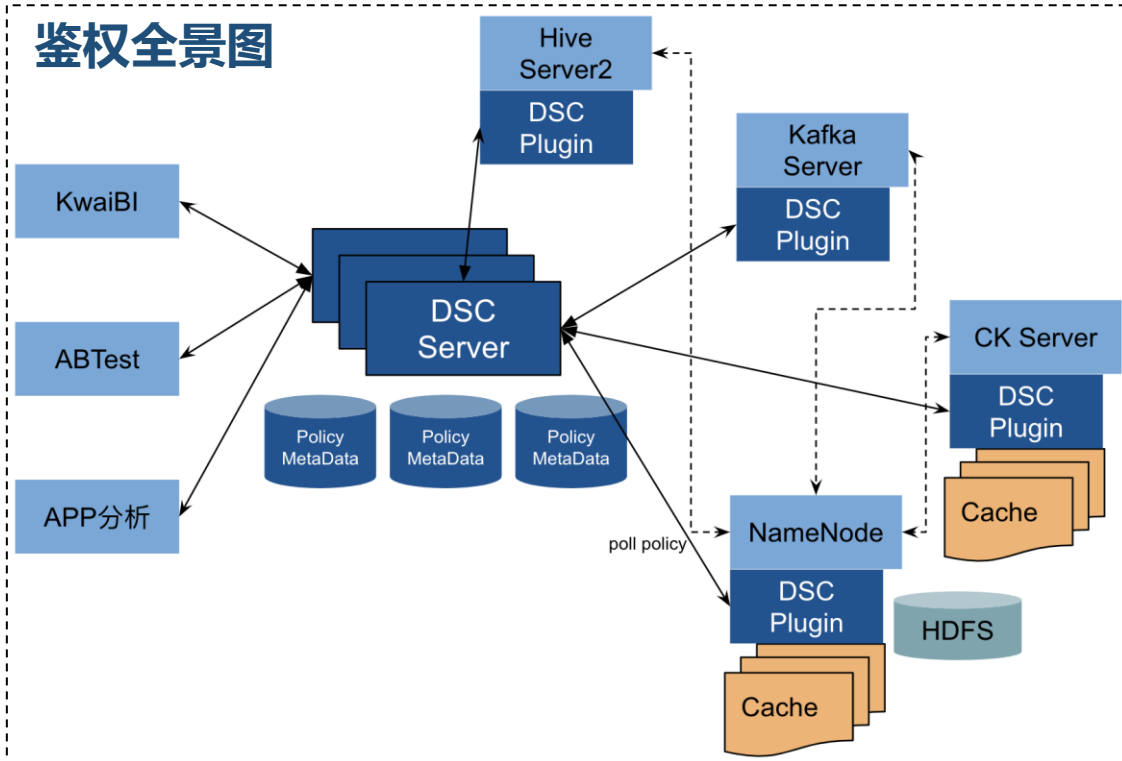 鉴权全景图
Hive
Server2
DSC
Plugin
Kafka
Server
DSC
Plugin
KwaiBI
ABTest
APP分析
DSC
Server
Policy
MetaData
Policy
MetaData
Policy
MetaData
CK Server
DSC
Plugin
Cache
poll policy
NameNode
DSC
Plugin
Cache
HDFS